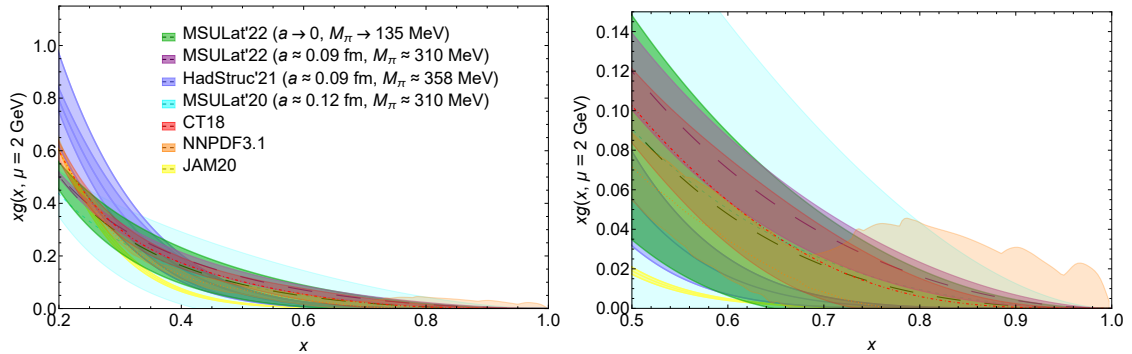 1.0
0.8
0.6
0.4
0.2
0.0
xg(x, μ = 2 GeV)
MSULat'22 (a → 0, Mπ → 135 MeV)
MSULat'22 (a ≈ 0.09 fm, Mπ ≈ 310 MeV)
HadStruc'21 (a ≈ 0.09 fm, Mπ ≈ 358 MeV)
MSULat'20 (a ≈ 0.12 fm, Mπ ≈ 310 MeV)
CT18
NNPDF3.1
JAM20
0.2 0.4 0.6 0.8 1.0
x
0.14
0.12
0.10
0.08
0.06
0.04
0.02
0.00
xg(x, μ = 2 GeV)
0.5 0.6 0.7 0.8 0.9 1.0
x